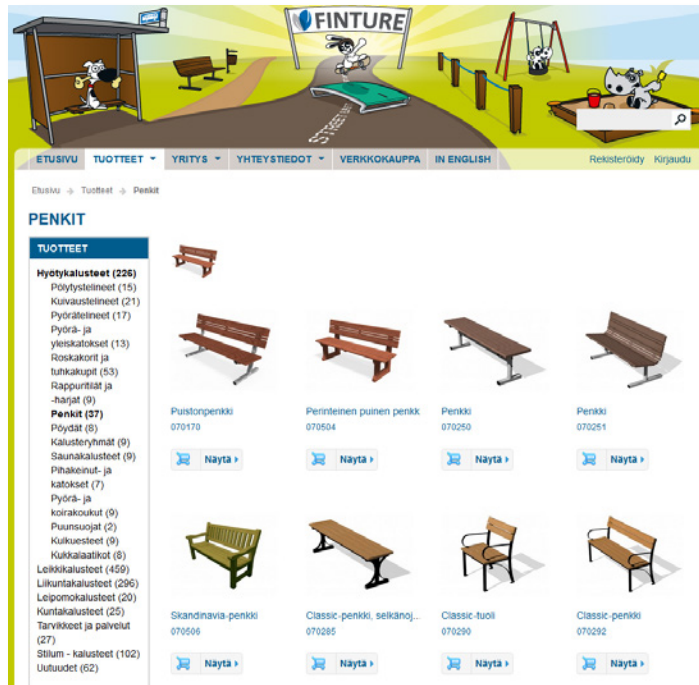 FINTURE
STREETMAT
ETUSIVU TUOTTEET YRITYS YHTEYSTIEDOT VERKKOKAUPPA IN ENGLISH Rekisteröidy Kirjaudu
Etusivu → Tuotteet → Penkit
PENKIT
TUOTTEET
Hyötykalusteet (226)
Pölytystelineet (15)
Kuivaustelineet (21)
Pyörätelineet (17)
Pyörä- ja
yleiskatokset (13)
Roskakorit ja
tuhkakupit (53)
Rappuritilät ja
-harjat (9)
Penkit (37)
Pöydät (8)
Kalusteryhmät (9)
Saunakalusteet (9)
Pihakeinut- ja
katokset (7)
Pyörä- ja
koirakoukut (9)
Puunsuojat (2)
Kulkuesteet (9)
Kukkalaatikot (8)
Leikkikalusteet (459)
Liikuntakalusteet (296)
Leipomokalusteet (20)
Kuntakalusteet (25)
Tarvikkeet ja palvelut
(27)
Stilum - kalusteet (102)
Uutuudet (62)
Puistonpenkki Perinteinen puinen penkk Penkki Penkki
070170 070504 070250 070251
Näytä Näytä Näytä Näytä
Skandinavia-penkki Classic-penkki, selkänoj... Classic-tuoli Classic-penkki
070506 070285 070290 070292
Näytä Näytä Näytä Näytä